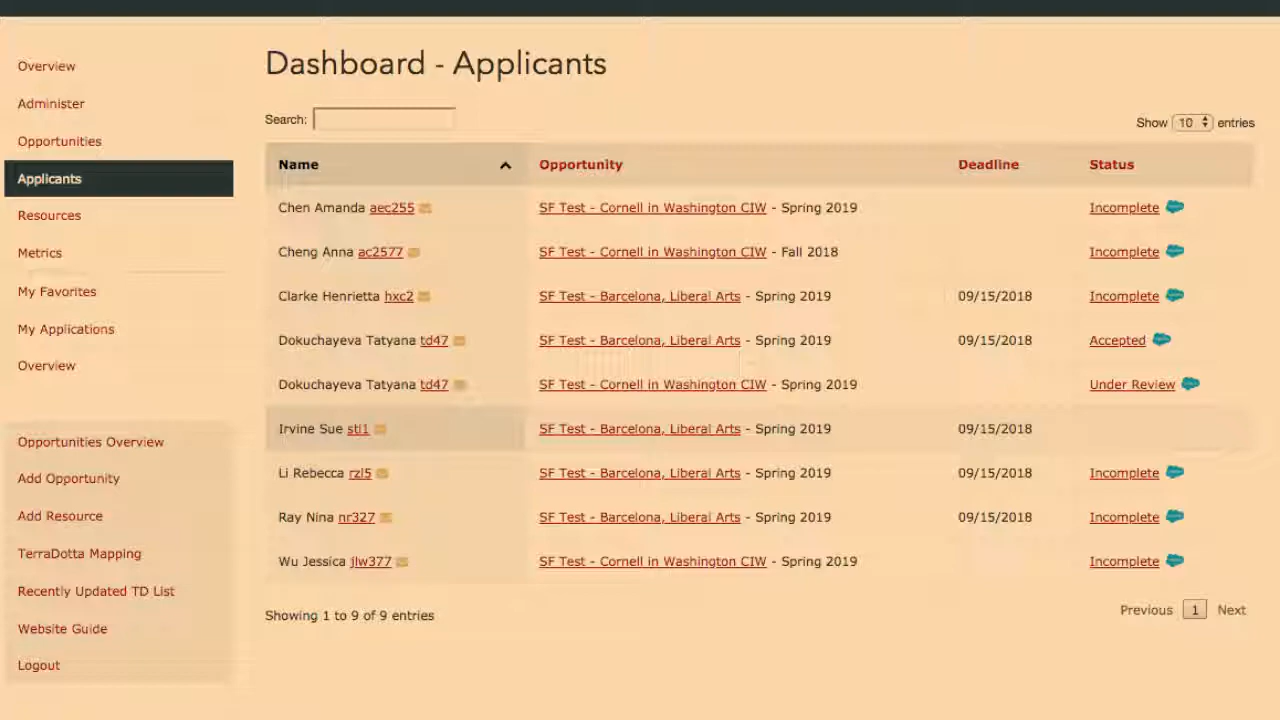 Dashboard - Applicants
Overview
Administer
Opportunities
Applicants
Resources
Metrics
My Favorites
My Applications
Overview
Opportunities Overview
Add Opportunity
Add Resource
TerraDotta Mapping
Recently Updated TD List
Website Guide
Logout
Search:
Show 10 entries
Name Opportunity Deadline Status
Chen Amanda aec255 SF Test - Cornell in Washington CIW - Spring 2019 Incomplete
Cheng Anna ac2577 SF Test - Cornell in Washington CIW - Fall 2018 Incomplete
Clarke Henrietta hxc2 SF Test - Barcelona, Liberal Arts - Spring 2019 09/15/2018 Incomplete
Dokuchayeva Tatyana td47 SF Test - Barcelona, Liberal Arts - Spring 2019 09/15/2018 Accepted
Dokuchayeva Tatyana td47 SF Test - Cornell in Washington CIW - Spring 2019 Under Review
Irvine Sue sti1 SF Test - Barcelona, Liberal Arts - Spring 2019 09/15/2018
Li Rebecca rzl5 SF Test - Barcelona, Liberal Arts - Spring 2019 09/15/2018 Incomplete
Ray Nina nr327 SF Test - Barcelona, Liberal Arts - Spring 2019 09/15/2018 Incomplete
Wu Jessica jlw377 SF Test - Cornell in Washington CIW - Spring 2019 Incomplete
Showing 1 to 9 of 9 entries
Previous 1 Next